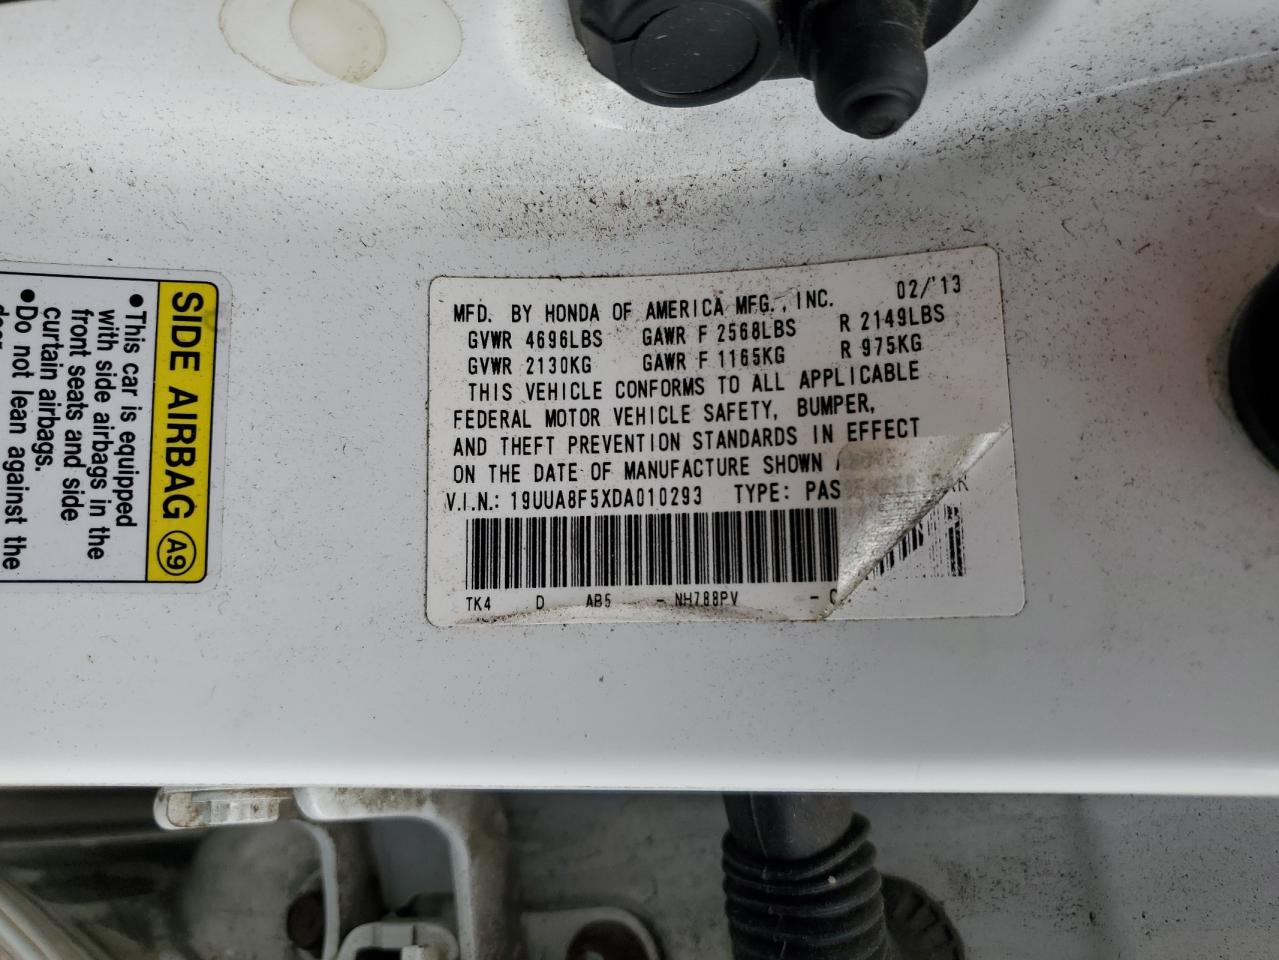 SIDE AIRBAG A9
●This car is equipped
with side airbags in the
front seats and side
curtain airbags.
●Do not lean against the
MFD. BY HONDA OF AMERICA MFG., INC. 02/'13
GVWR 4696LBS GAWR F 2568LBS R 2149LBS
GVWR 2130KG GAWR F 1165KG R 975KG
THIS VEHICLE CONFORMS TO ALL APPLICABLE
FEDERAL MOTOR VEHICLE SAFETY, BUMPER,
AND THEFT PREVENTION STANDARDS IN EFFECT
ON THE DATE OF MANUFACTURE SHOWN
V.I.N.: 19UUA8F5XDA010293 TYPE: PASSENGER CAR
TK4 D AB5 - NH788PV -